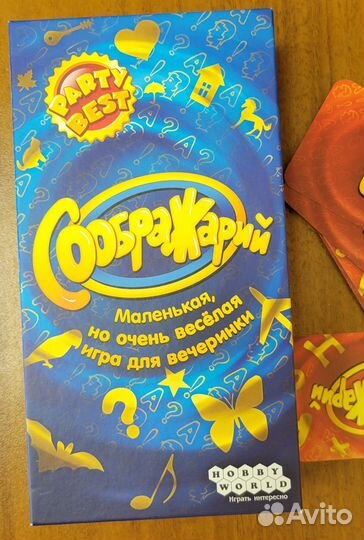 PARTY
BEST
Соображарий
Маленькая,
но очень весёлая
игра для вечеринки
HOBBY
WORLD
Играть интересно
Avito